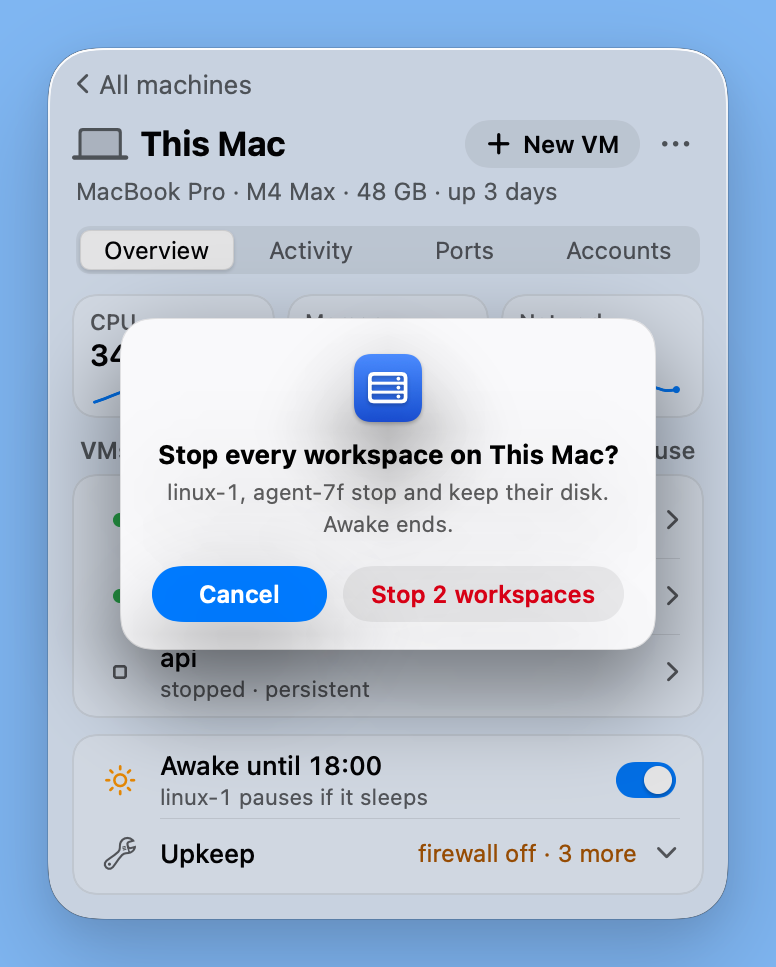 All machines
This Mac
New VM
MacBook Pro · M4 Max · 48 GB · up 3 days
Overview
Activity
Ports
Accounts
CPU
34
Stop every workspace on This Mac?
linux-1, agent-7f stop and keep their disk.
Awake ends.
Cancel
Stop 2 workspaces
api
stopped · persistent
Awake until 18:00
linux-1 pauses if it sleeps
Upkeep
firewall off · 3 more